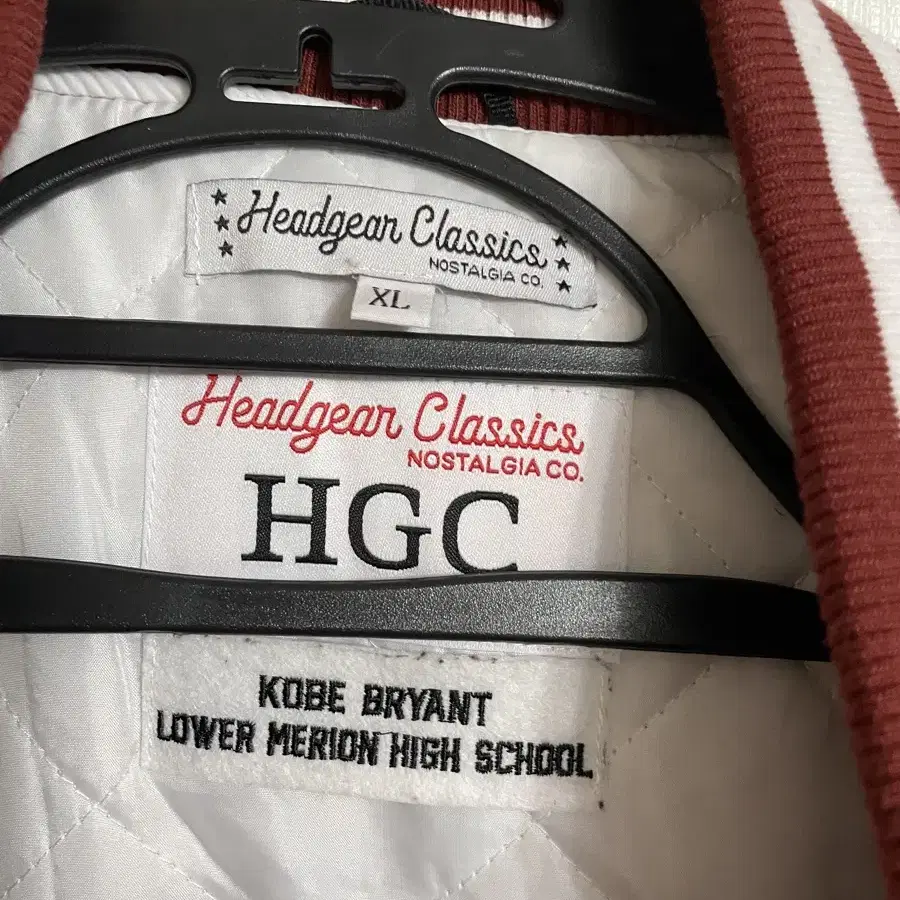 Headgear Classics
NOSTALGIA CO.
XL
Headgear Classics
NOSTALGIA CO.
HGC
KOBE BRYANT
LOWER MERION HIGH SCHOOL